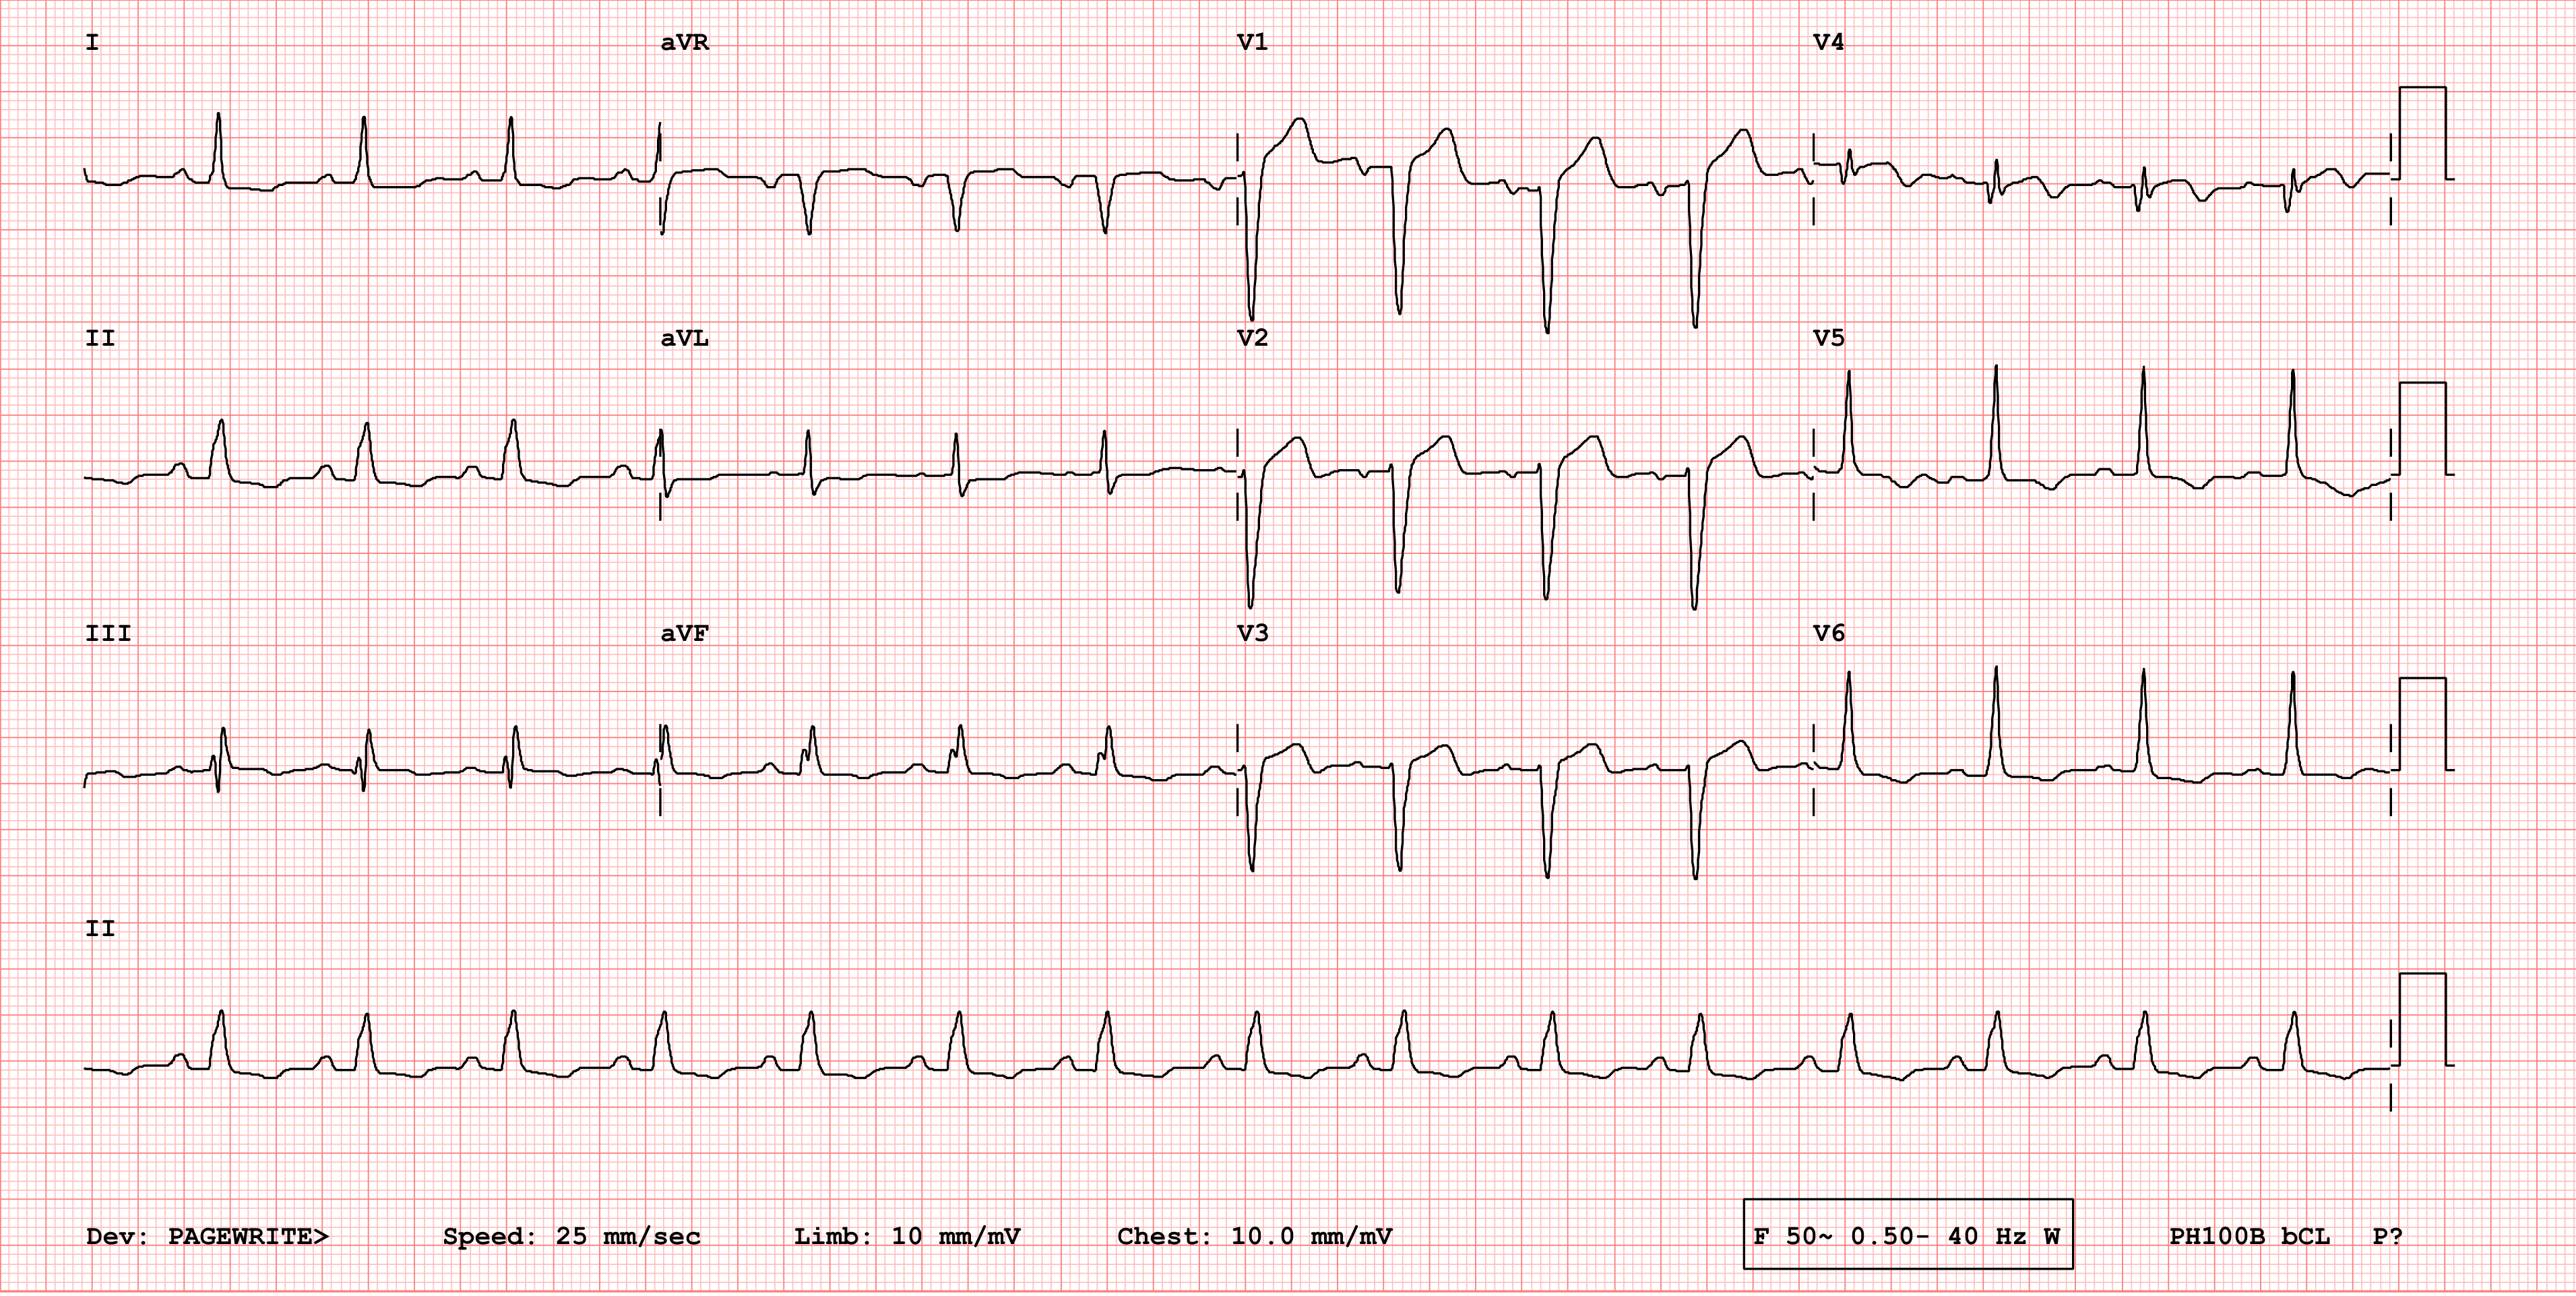 I aVR V1 V4
II aVL V2 V5
III aVF V3 V6
II
Dev: PAGEWRITE> Speed: 25 mm/sec Limb: 10 mm/mV Chest: 10.0 mm/mV F 50~ 0.50- 40 Hz W PH100B bCL P?